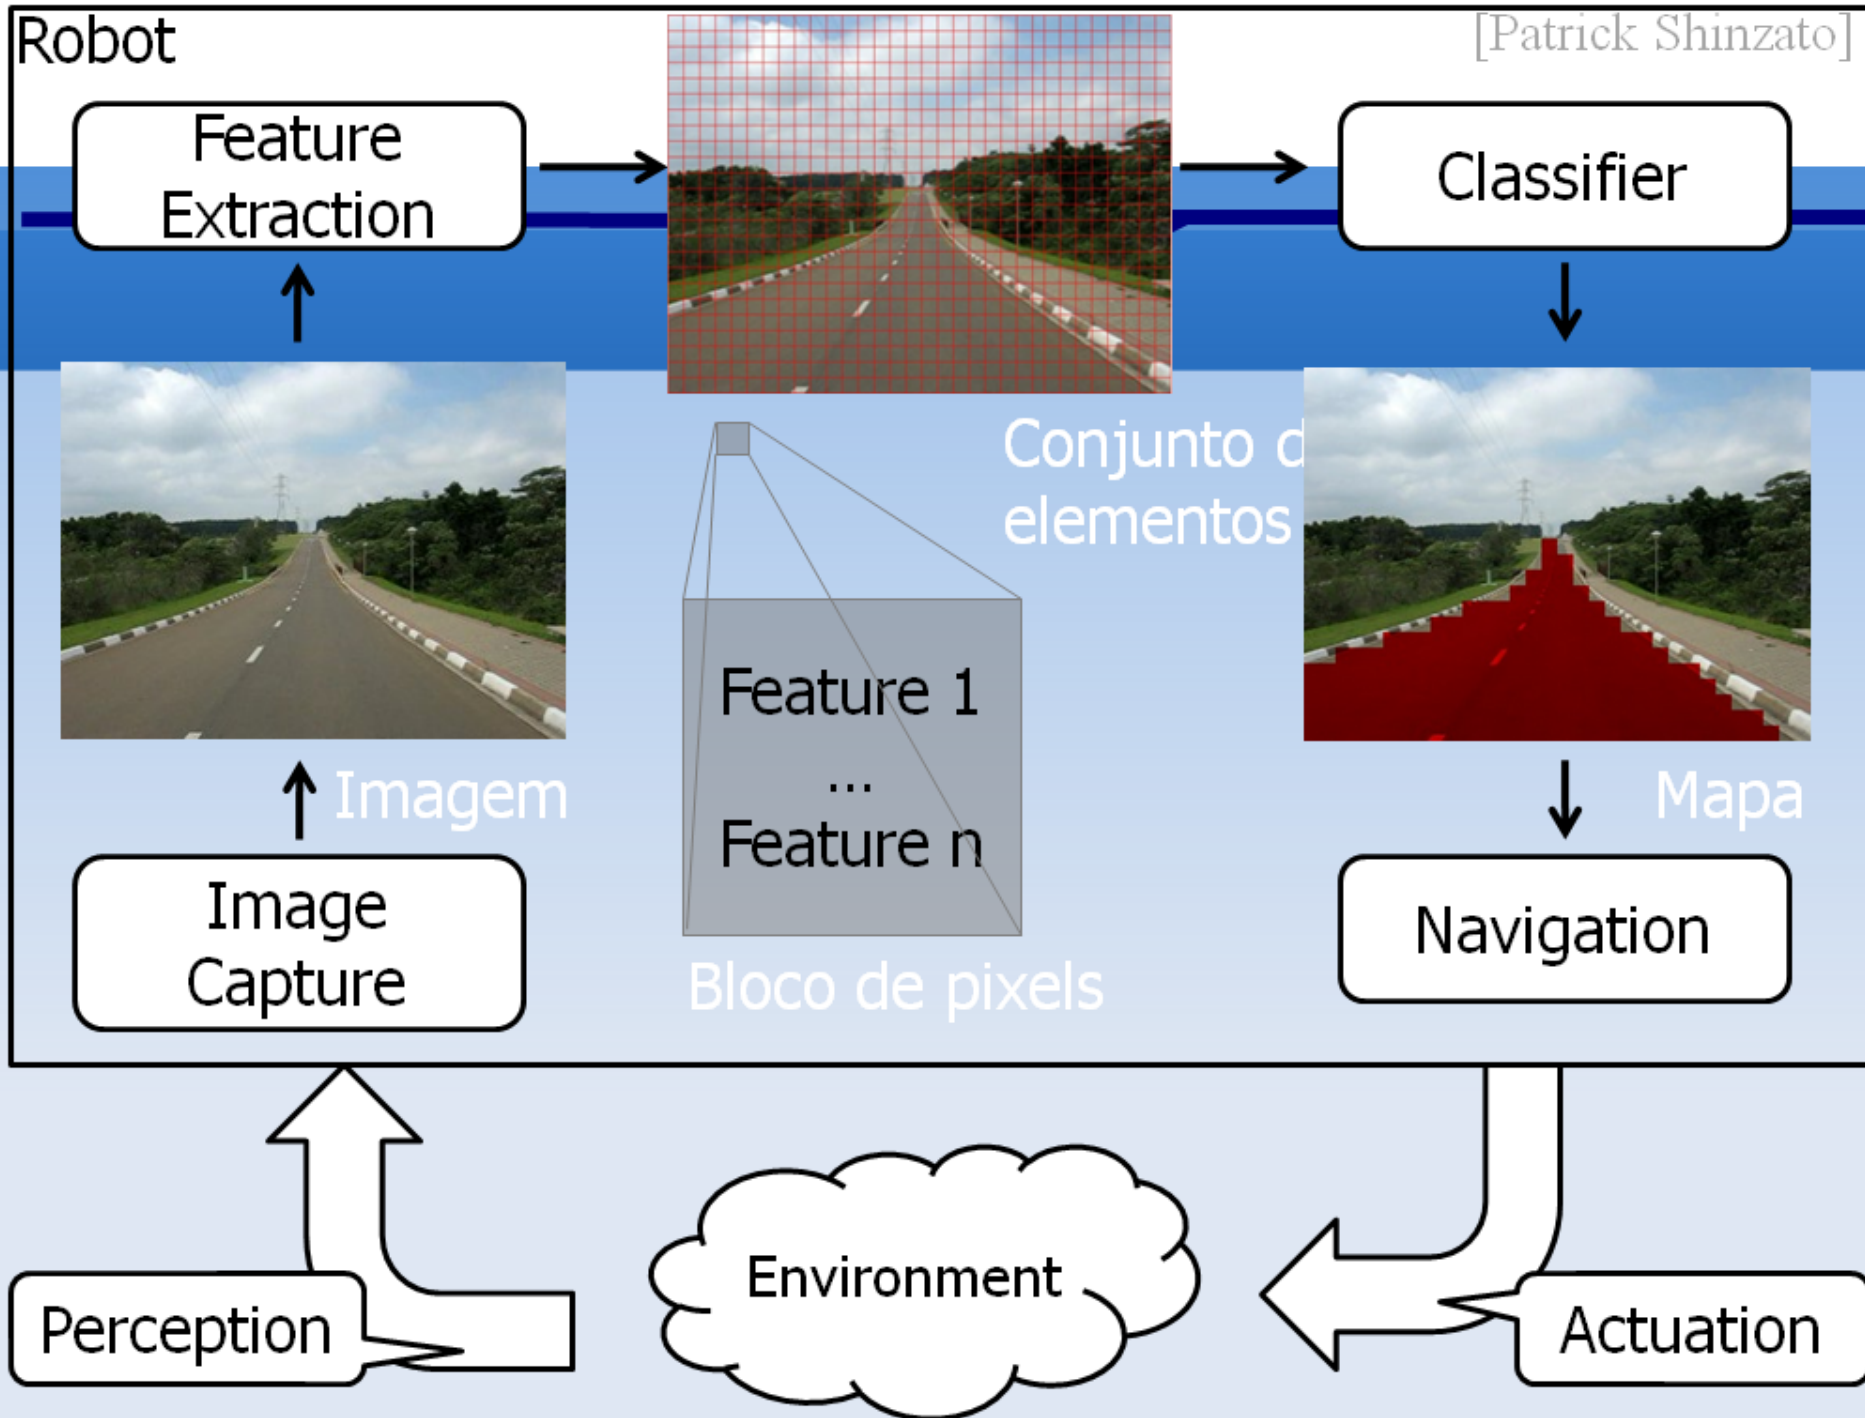 Robot
[Patrick Shinzato]
Feature
Extraction
Classifier
Conjunto
elementos
Feature 1
...
Feature n
Imagem
Mapa
Image
Capture
Bloco de pixels
Navigation
Environment
Perception
Actuation